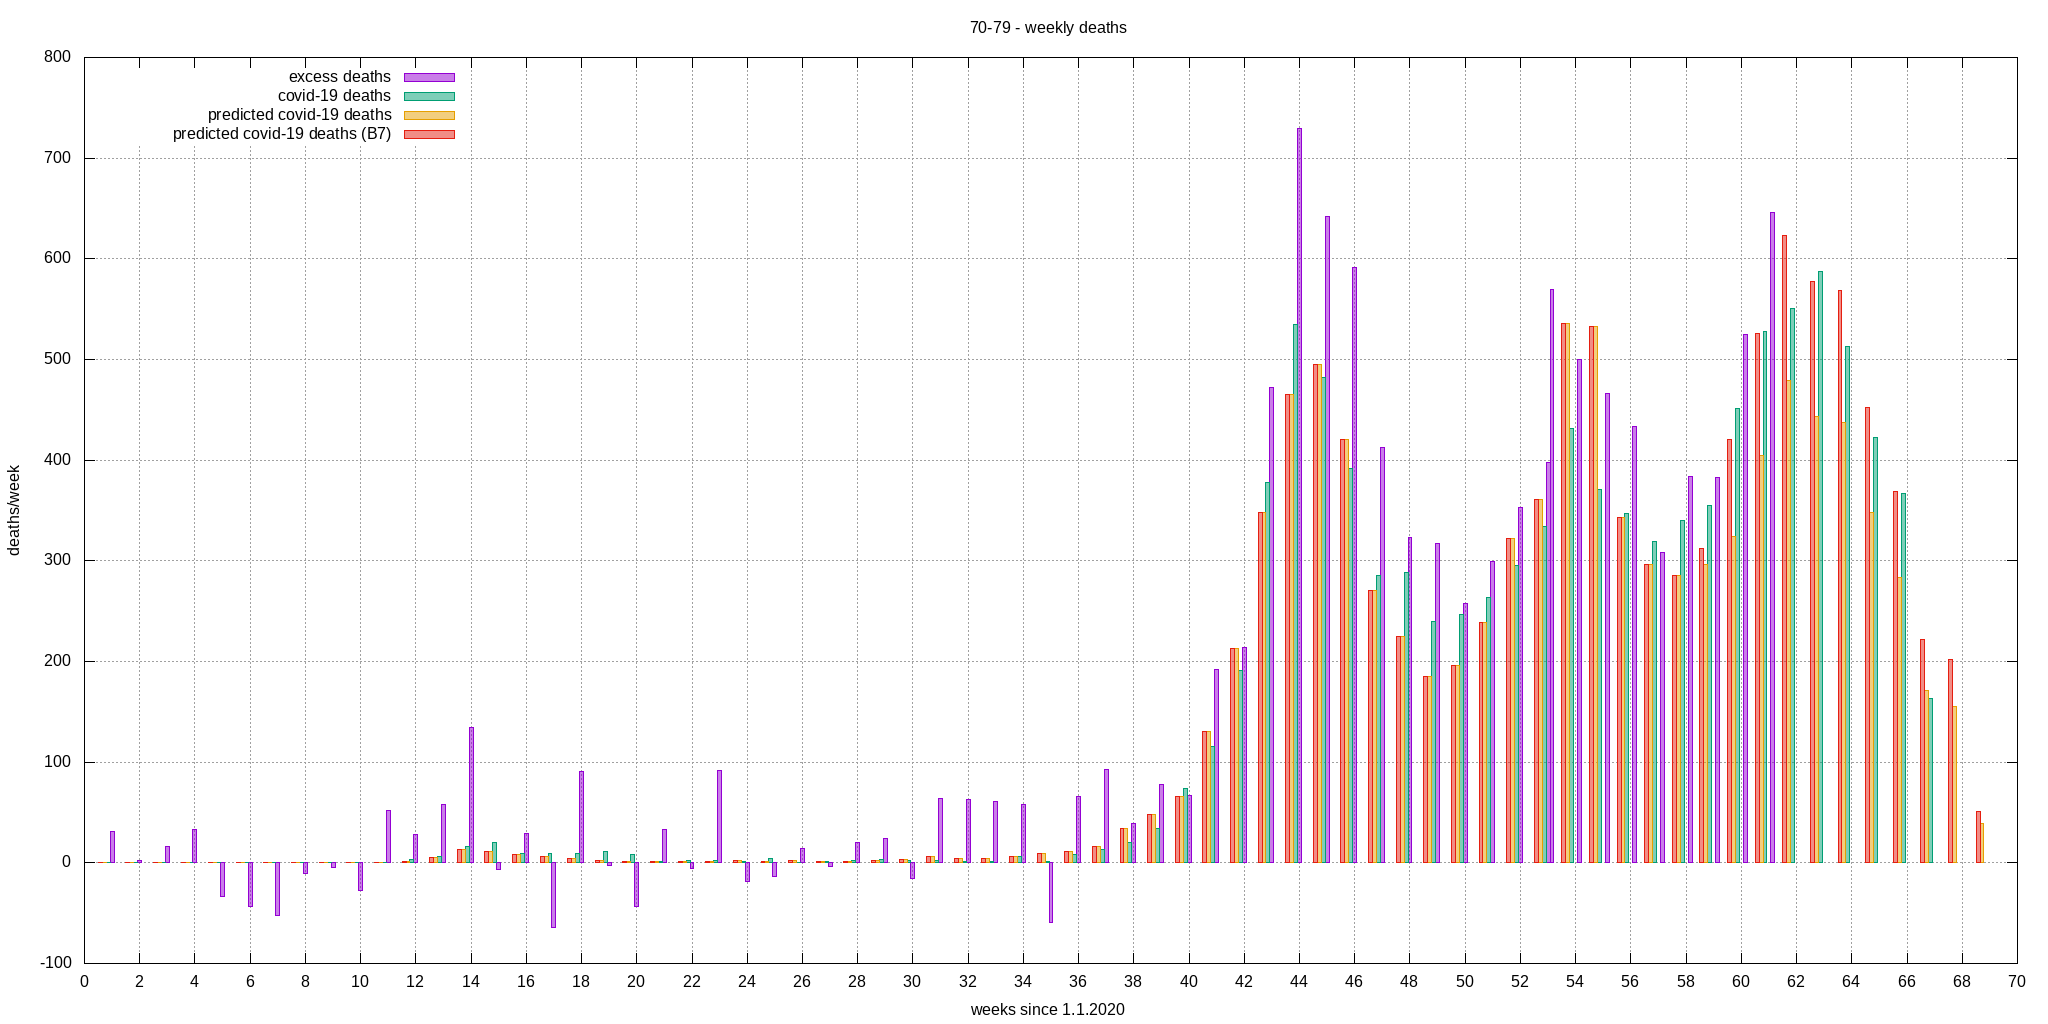 70-79 - weekly deaths
excess deaths
covid-19 deaths
predicted covid-19 deaths
predicted covid-19 deaths (B7)
800
700
600
500
400
300
200
100
0
-100
deaths/week
0 2 4 6 8 10 12 14 16 18 20 22 24 26 28 30 32 34 36 38 40 42 44 46 48 50 52 54 56 58 60 62 64 66 68 70
weeks since 1.1.2020